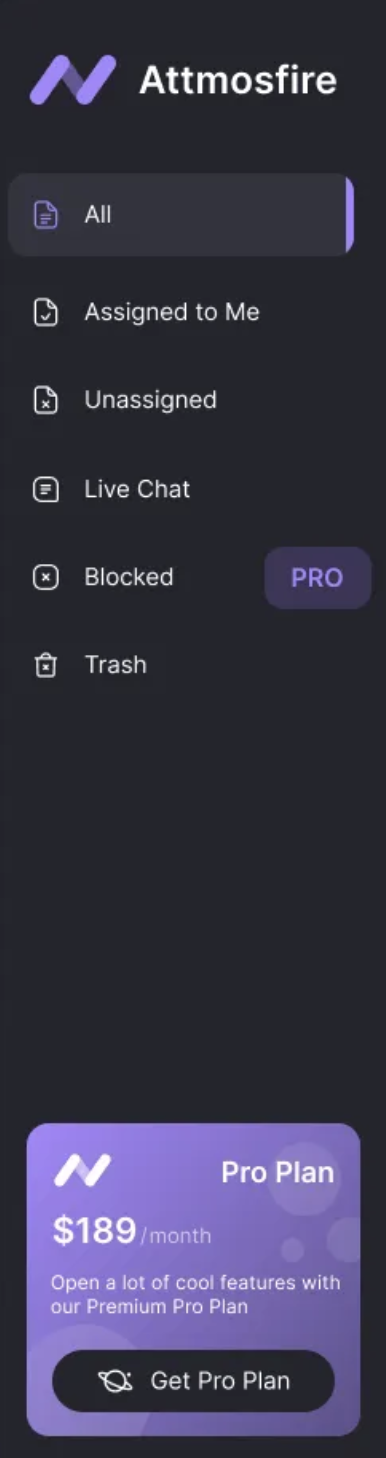 Attmosfire
All
Assigned to Me
Unassigned
Live Chat
Blocked PRO
Trash
Pro Plan
$189 /month
Open a lot of cool features with
our Premium Pro Plan
Get Pro Plan